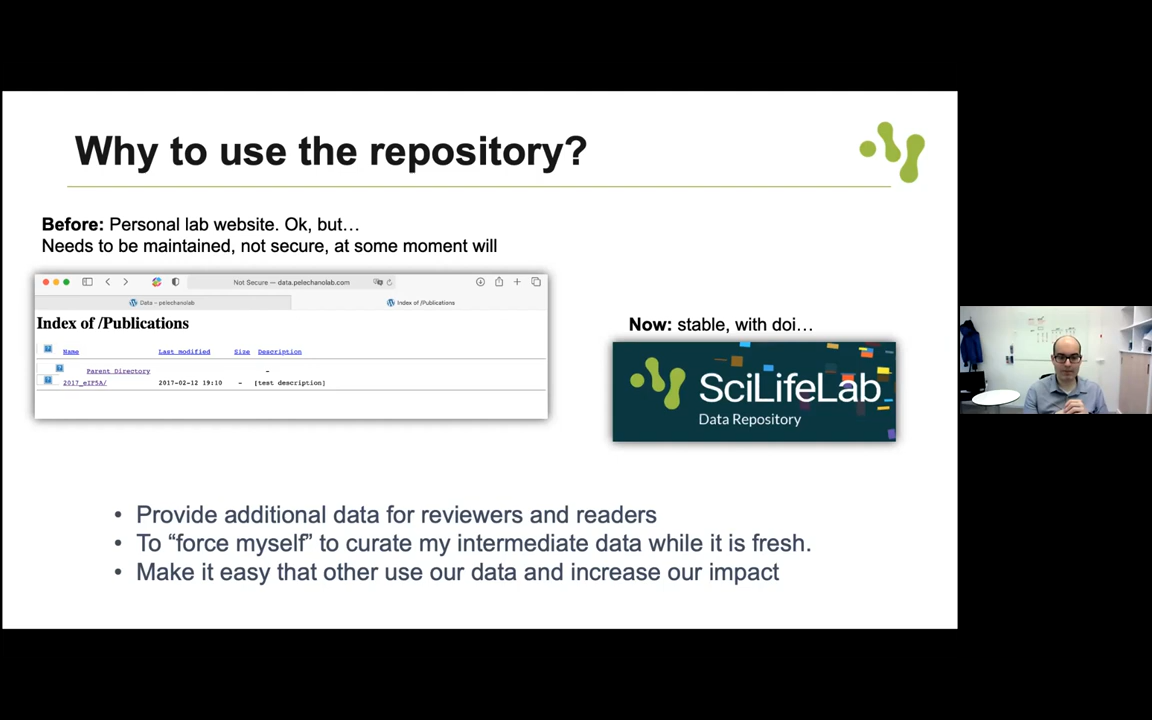 Why to use the repository?
Before: Personal lab website. Ok, but…
Needs to be maintained, not secure, at some moment will
Not Secure — data.pelechanolab.com
Data – pelechanolab
Index of /Publications
Index of /Publications
Name Last modified Size Description
Parent Directory -
2017_eIF5A/ 2017-02-12 19:10 - [test description]
Now: stable, with doi…
SciLifeLab
Data Repository
• Provide additional data for reviewers and readers
• To “force myself” to curate my intermediate data while it is fresh.
• Make it easy that other use our data and increase our impact